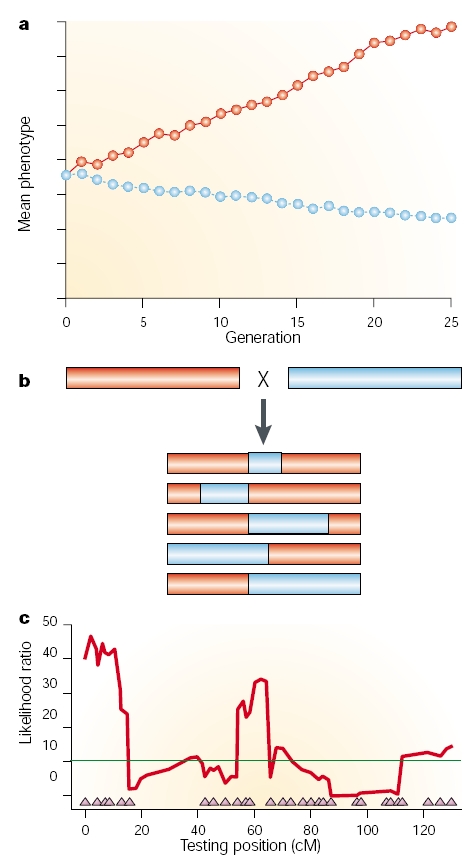 a
Mean phenotype
0 5 10 15 20 25
Generation
b
X
c
Likelihood ratio
50
40
30
20
10
0
0 20 40 60 80 100 120
Testing position (cM)